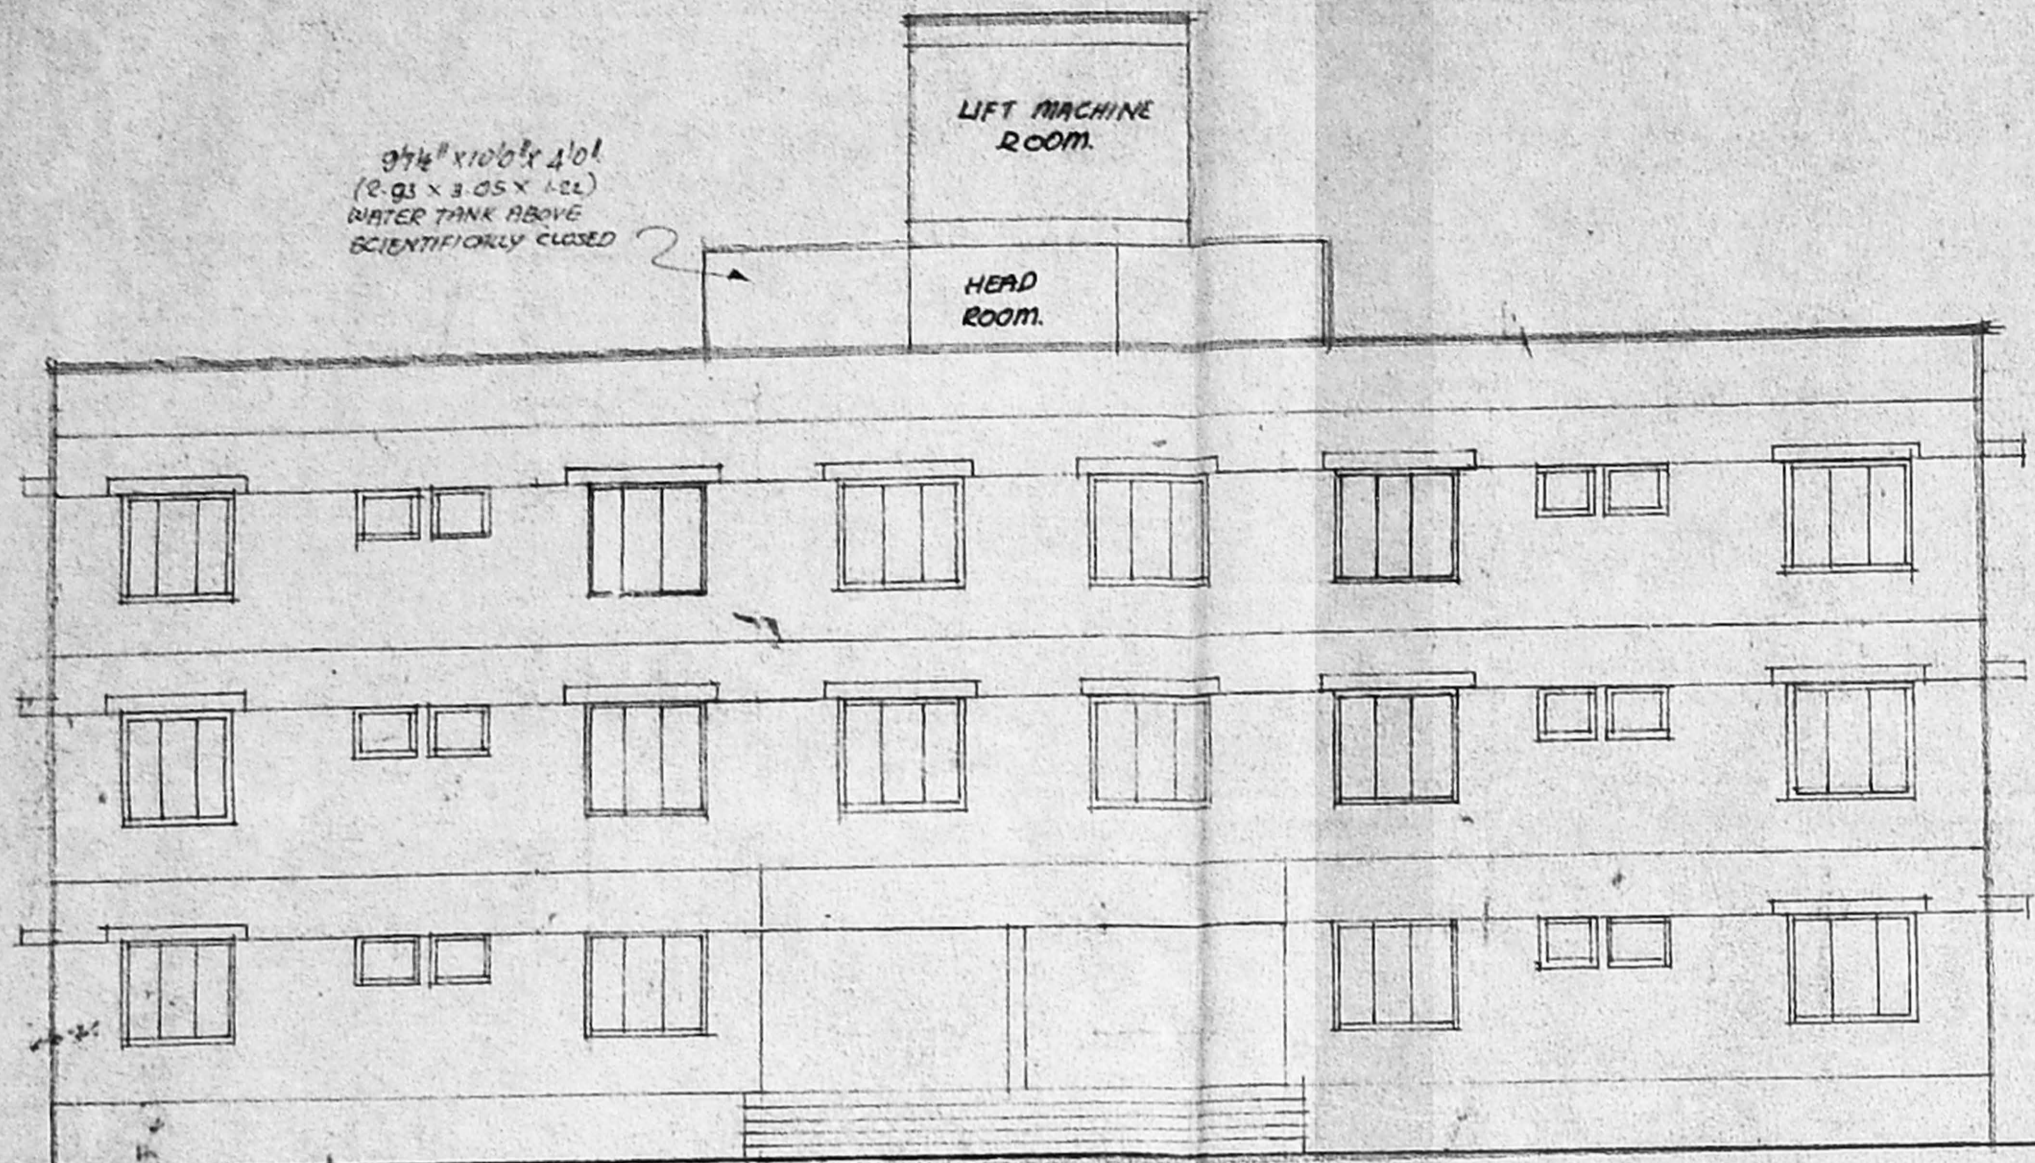 LIFT MACHINE
ROOM.
9'7½" x 10'0" x 4'0"
(2.93 x 3.05 x 1.22)
WATER TANK ABOVE
SCIENTIFICALLY CLOSED
HEAD
ROOM.